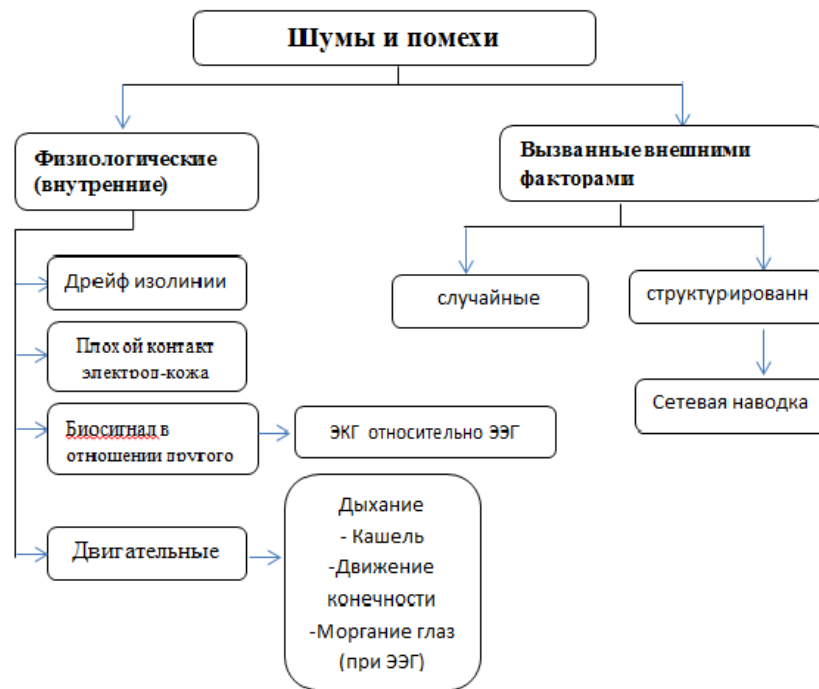 Шумы и помехи
Физиологические
(внутренние)
Вызванные внешними
факторами
Дрейф изолинии
случайные
структурированн
Плохой контакт
электрод-кожа
Сетевая наводка
Биосигнал в
отношении другого
ЭКГ относительно ЭЭГ
Двигательные
Дыхание
- Кашель
-Движение
конечности
-Моргание глаз
(при ЭЭГ)